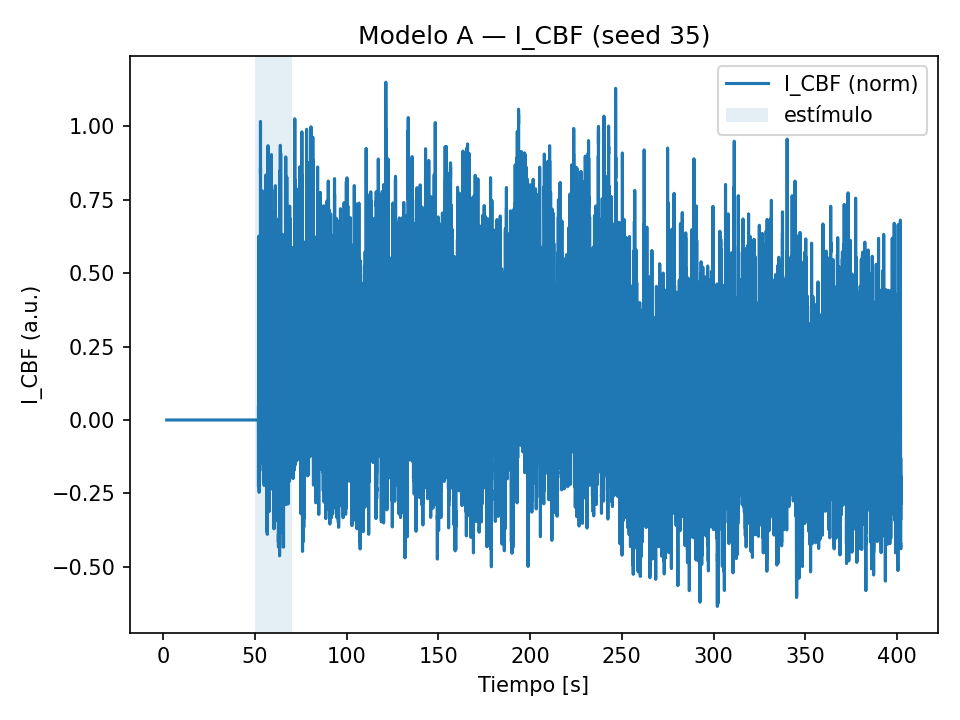 Modelo A — I_CBF (seed 35)
I_CBF (norm)
estímulo
I_CBF (a.u.)
1.00
0.75
0.50
0.25
0.00
−0.25
−0.50
0 50 100 150 200 250 300 350 400
Tiempo [s]